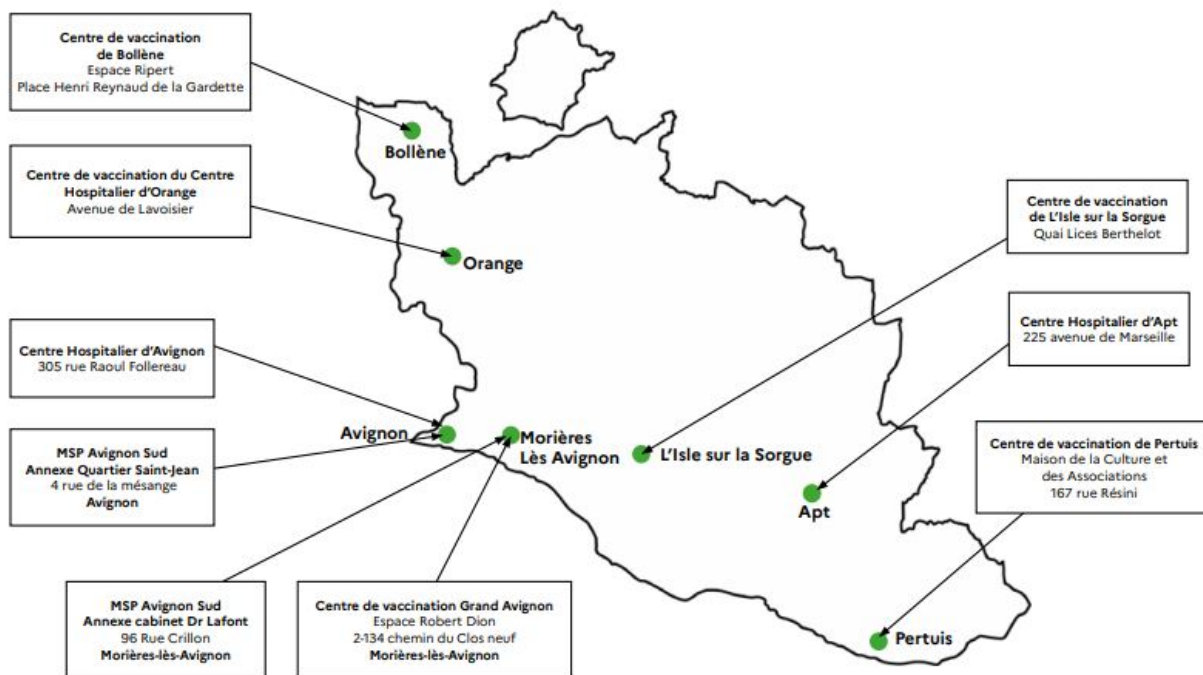 Centre de vaccination
de Bollène
Espace Ripert
Place Henri Reynaud de la Gardette
Bollène
Centre de vaccination du Centre
Hospitalier d'Orange
Avenue de Lavoisier
Orange
Centre de vaccination
de L'Isle sur la Sorgue
Quai Lices Berthelot
Centre Hospitalier d'Apt
225 avenue de Marseille
Centre Hospitalier d'Avignon
305 rue Raoul Follereau
Avignon
Morières
Lès Avignon
L'Isle sur la Sorgue
Apt
MSP Avignon Sud
Annexe Quartier Saint-Jean
4 rue de la mésange
Avignon
Centre de vaccination de Pertuis
Maison de la Culture et
des Associations
167 rue Résini
MSP Avignon Sud
Annexe cabinet Dr Lafont
96 Rue Crillon
Morières-lès-Avignon
Centre de vaccination Grand Avignon
Espace Robert Dion
2-134 chemin du Clos neuf
Morières-lès-Avignon
Pertuis